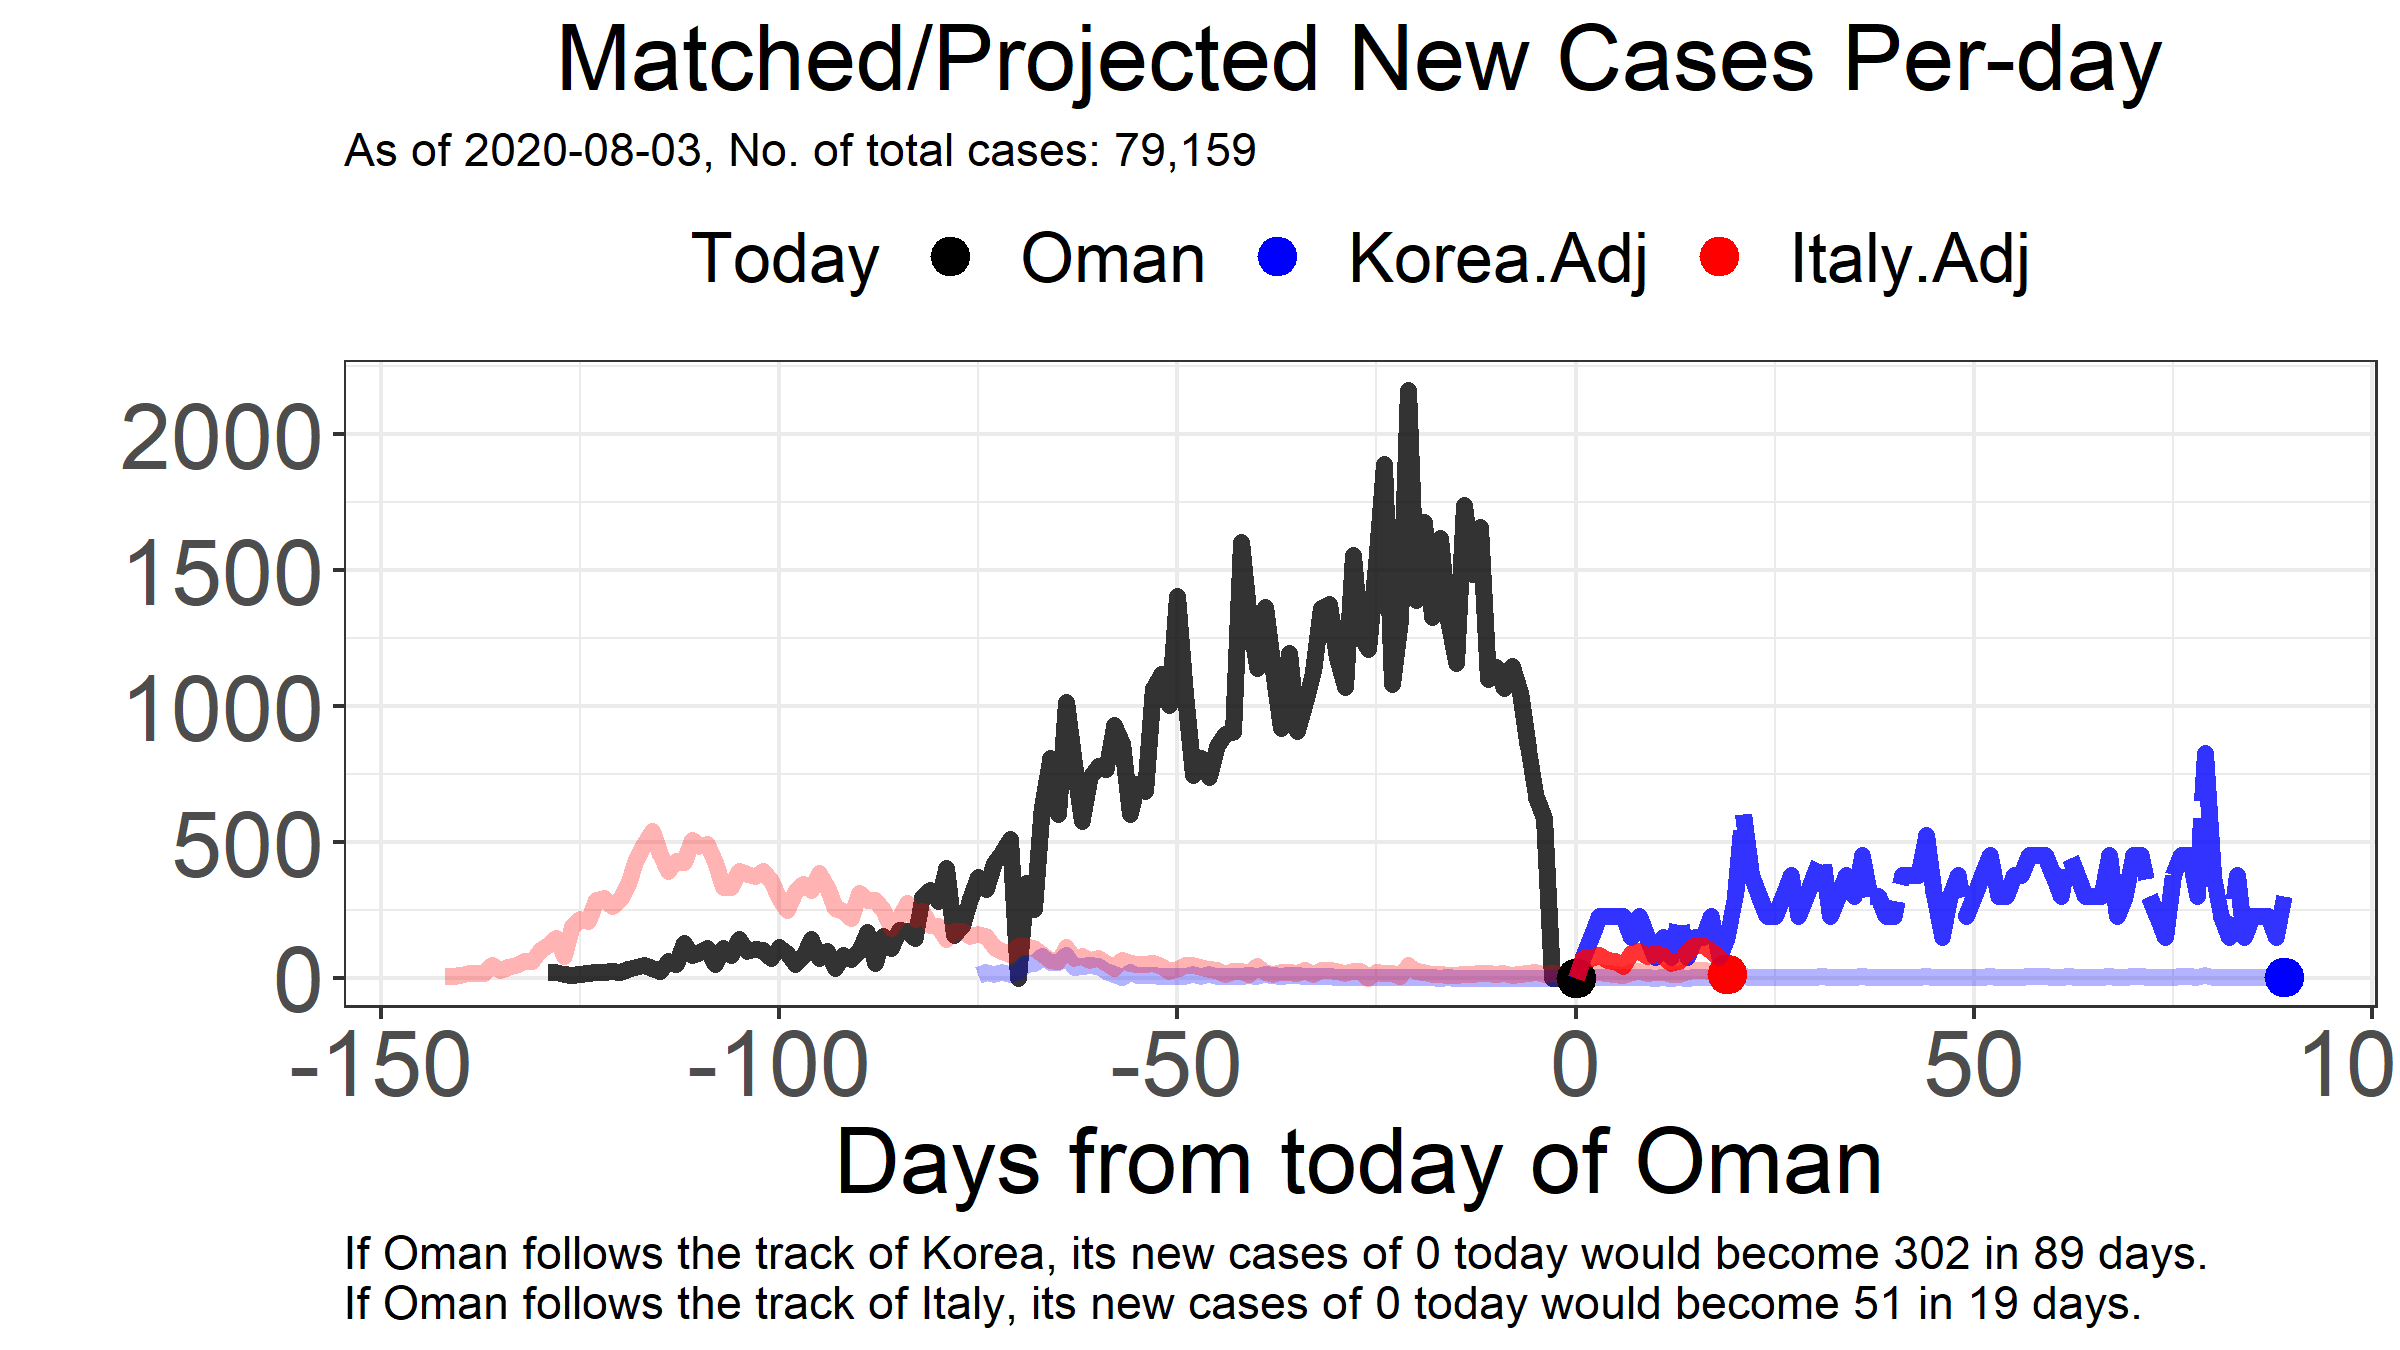 Matched/Projected New Cases Per-day
As of 2020-08-03, No. of total cases: 79,159
Today Oman Korea.Adj Italy.Adj
2000
1500
1000
500
0
-150 -100 -50 0 50 10
Days from today of Oman
If Oman follows the track of Korea, its new cases of 0 today would become 302 in 89 days.
If Oman follows the track of Italy, its new cases of 0 today would become 51 in 19 days.